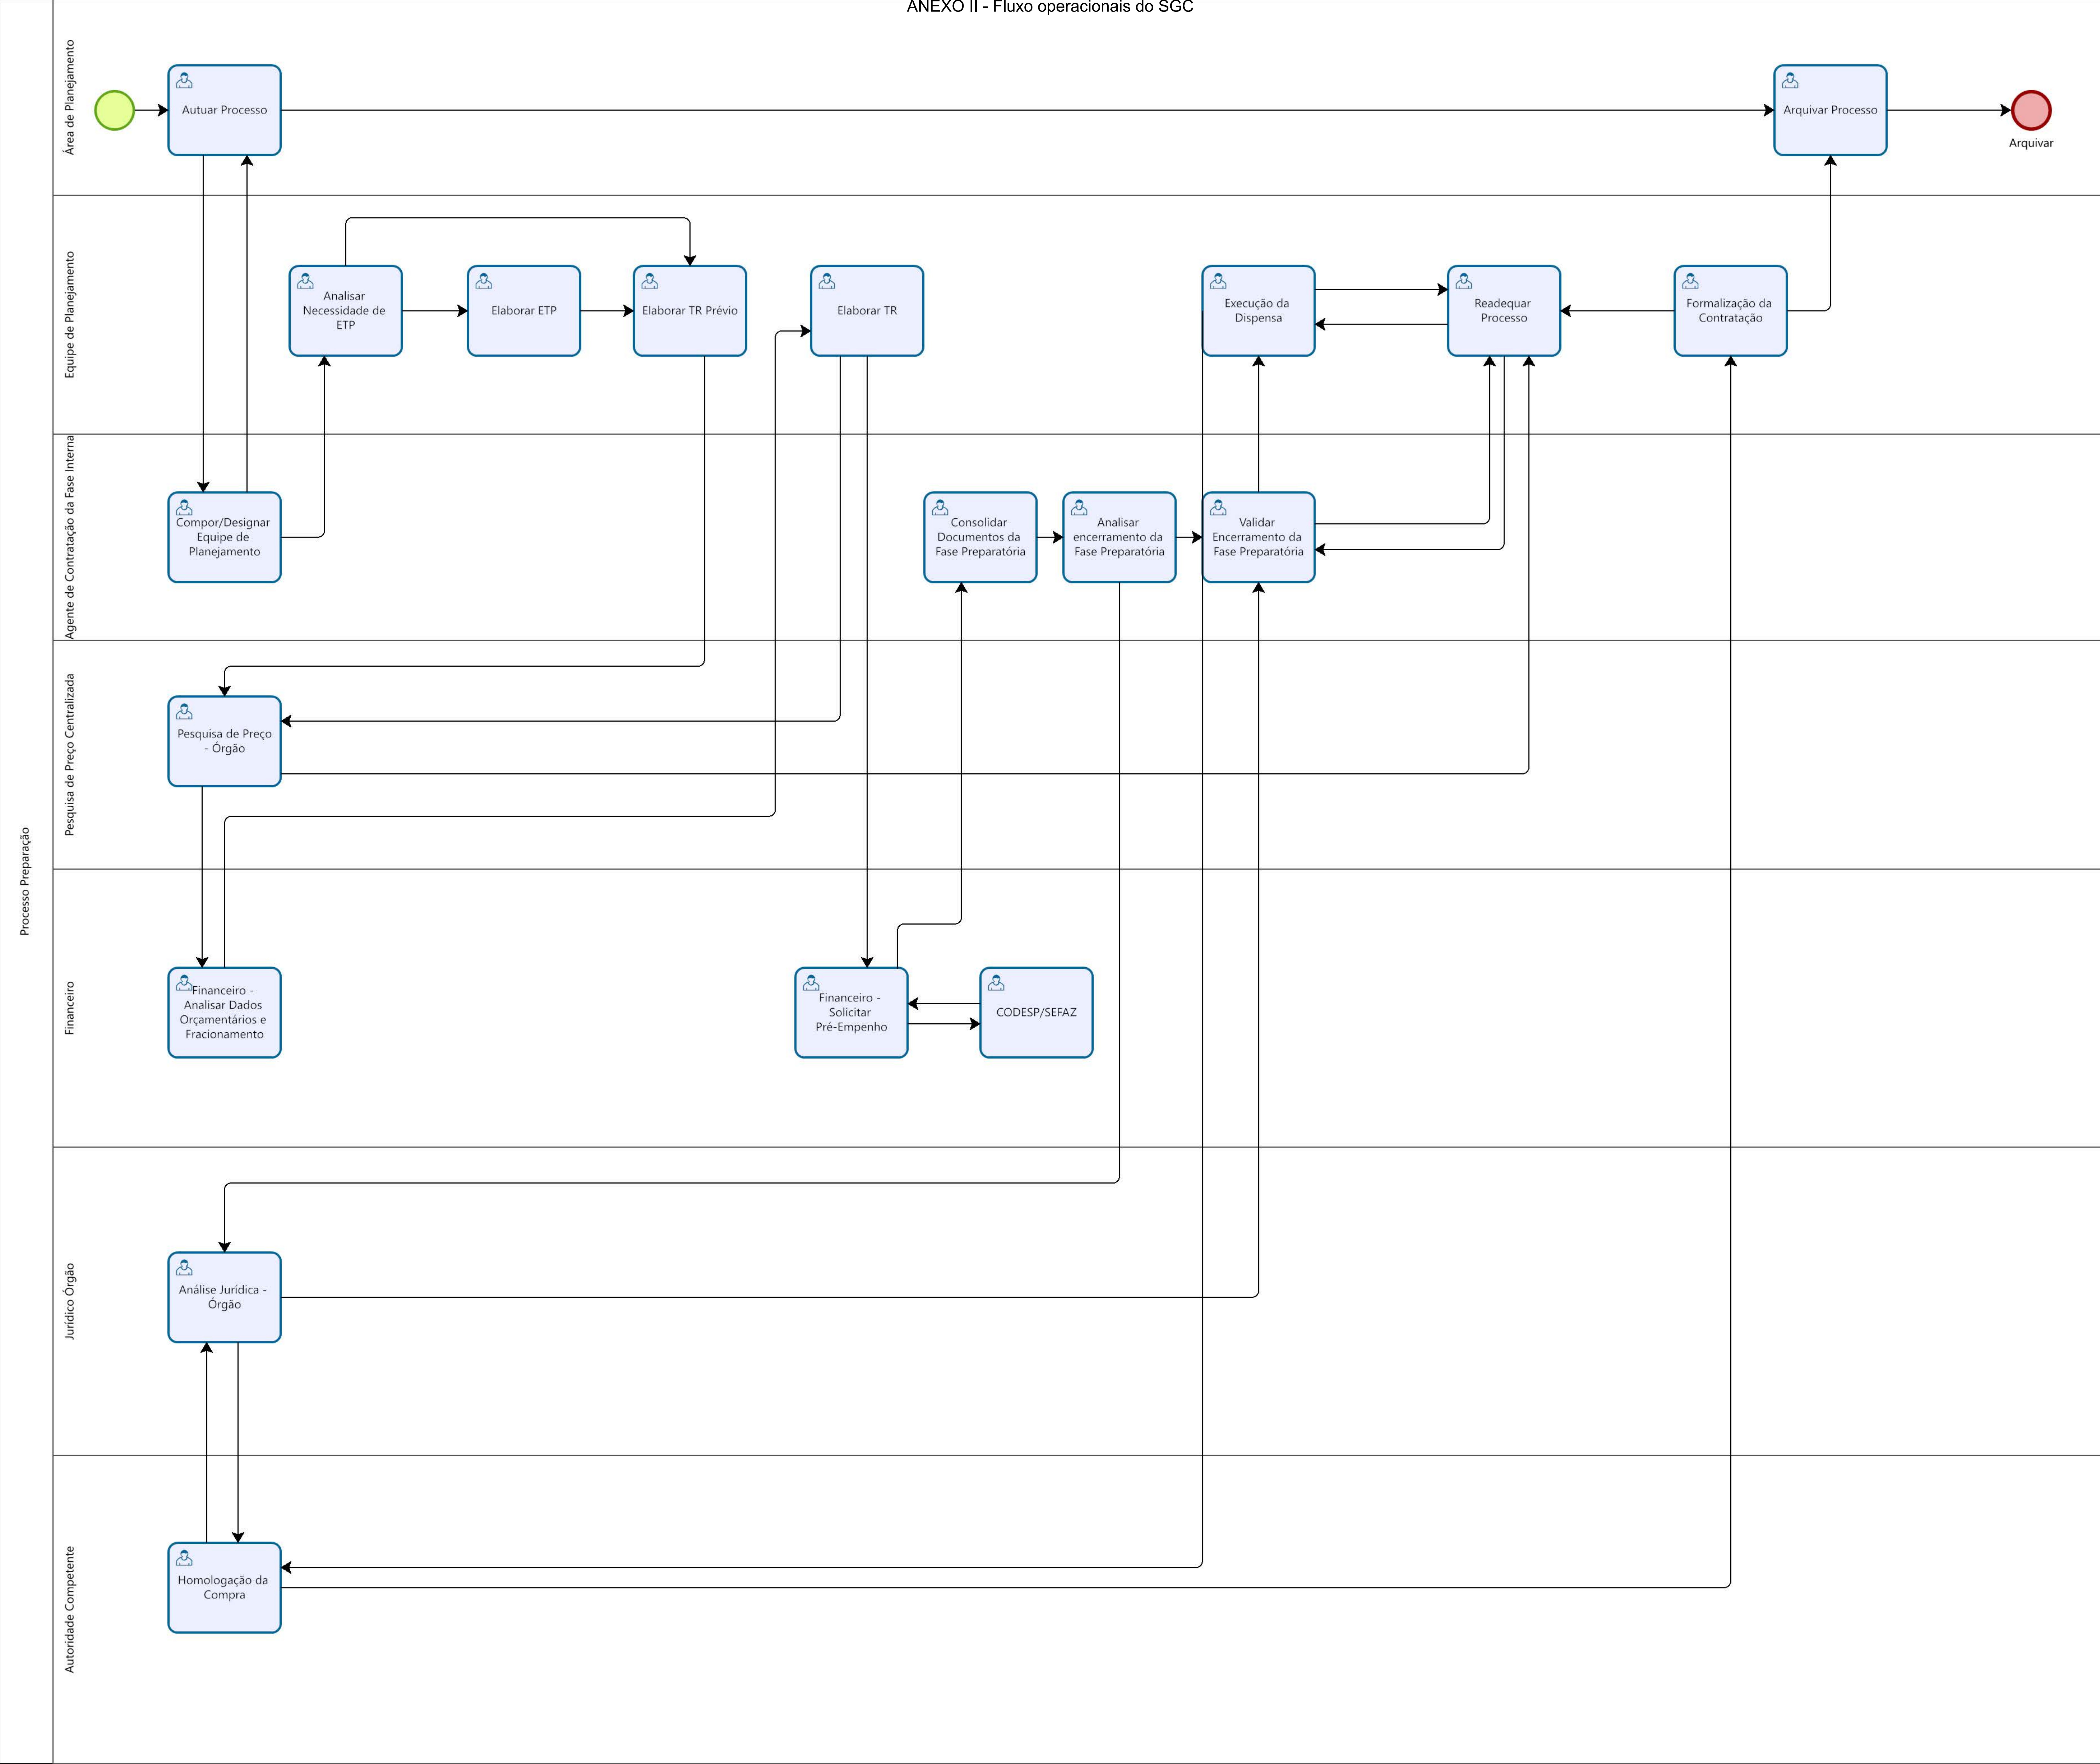 ANEXO II - Fluxo operacionais do SGC
Processo Preparação
Área de Planejamento
Autuar Processo
Arquivar Processo
Arquivar
Equipe de Planejamento
Analisar
Necessidade de
ETP
Elaborar ETP
Elaborar TR Prévio
Elaborar TR
Execução da
Dispensa
Readequar
Processo
Formalização da
Contratação
Agente de Contratação da Fase Interna
Compor/Designar
Equipe de
Planejamento
Consolidar
Documentos da
Fase Preparatória
Analisar
encerramento da
Fase Preparatória
Validar
Encerramento da
Fase Preparatória
Pesquisa de Preço Centralizada
Pesquisa de Preço
- Órgão
Financeiro
Financeiro -
Analisar Dados
Orçamentários e
Fracionamento
Financeiro -
Solicitar
Pré-Empenho
CODESP/SEFAZ
Jurídico Órgão
Análise Jurídica -
Órgão
Autoridade Competente
Homologação da
Compra